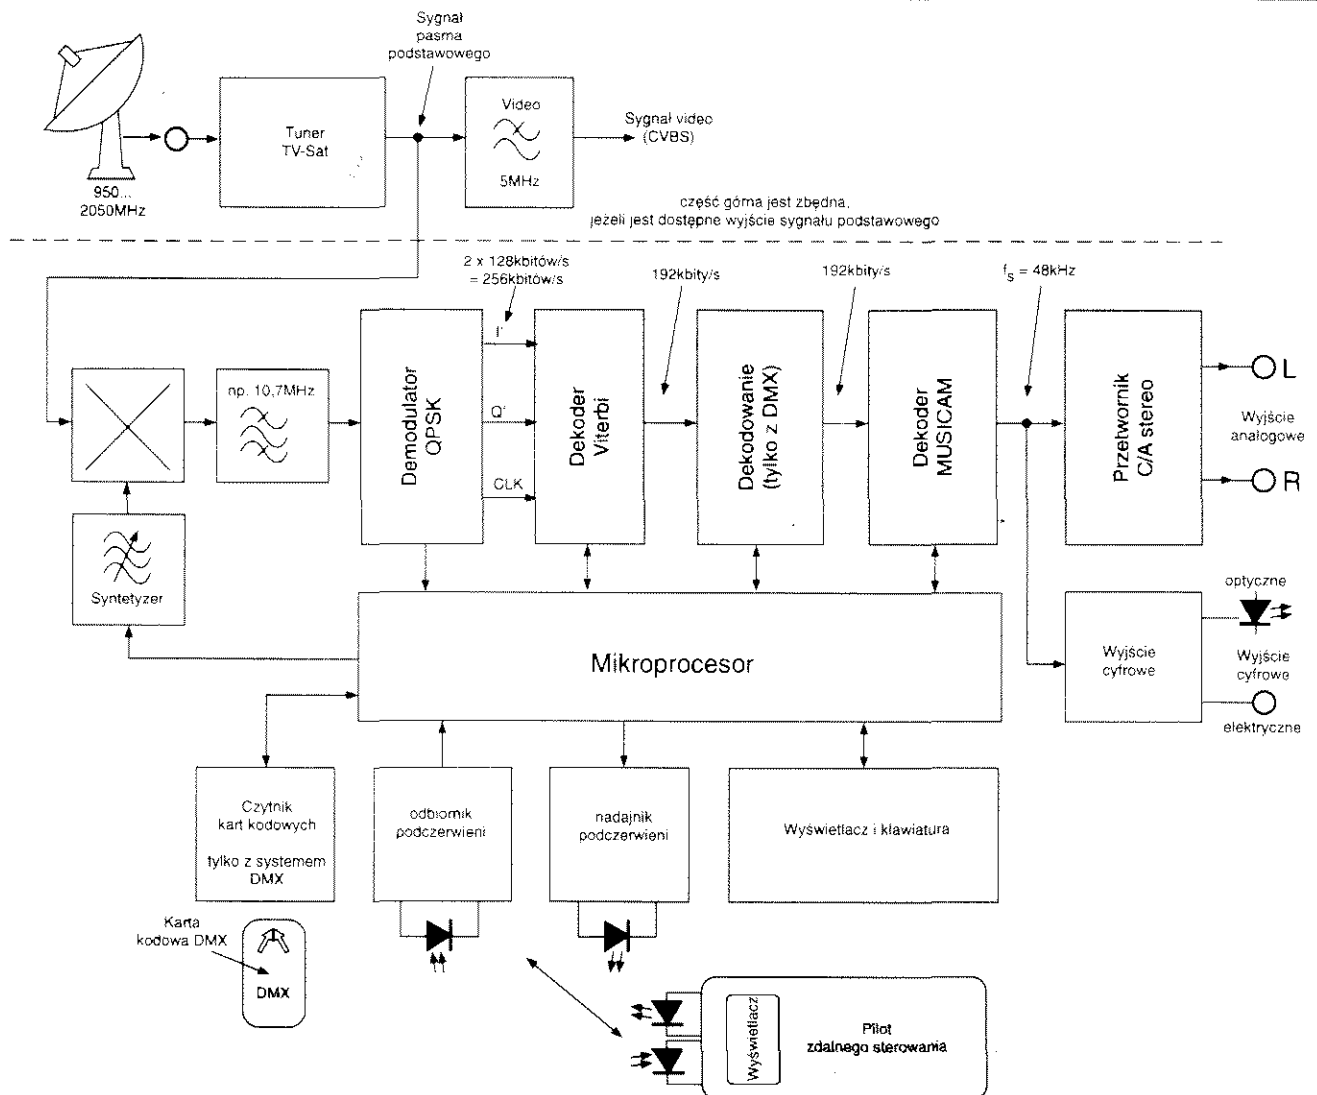 Sygnał
pasma
podstawowego
Tuner
TV-Sat
Video
5MHz
Sygnał video
(CVBS)
950...
2050MHz
część górna jest zbędna,
jeżeli jest dostępne wyjście sygnału podstawowego
2 x 128kbitów/s
= 256kbitów/s
192kbity/s
192kbity/s
fs = 48kHz
np. 10,7MHz
Demodulator
QPSK
I'
Q'
CLK
Dekoder
Viterbi
Dekodowanie
(tylko z DMX)
Dekoder
MUSICAM
Przetwornik
C/A stereo
L
Wyjście
analogowe
R
Syntetyzer
Mikroprocesor
Wyjście
cyfrowe
optyczne
Wyjście
cyfrowe
elektryczne
Czytnik
kart kodowych
tylko z systemem
DMX
odbiornik
podczerwieni
nadajnik
podczerwieni
Wyświetlacz i klawiatura
Karta
kodowa DMX
DMX
Wyświetlacz
Pilot
zdalnego sterowania